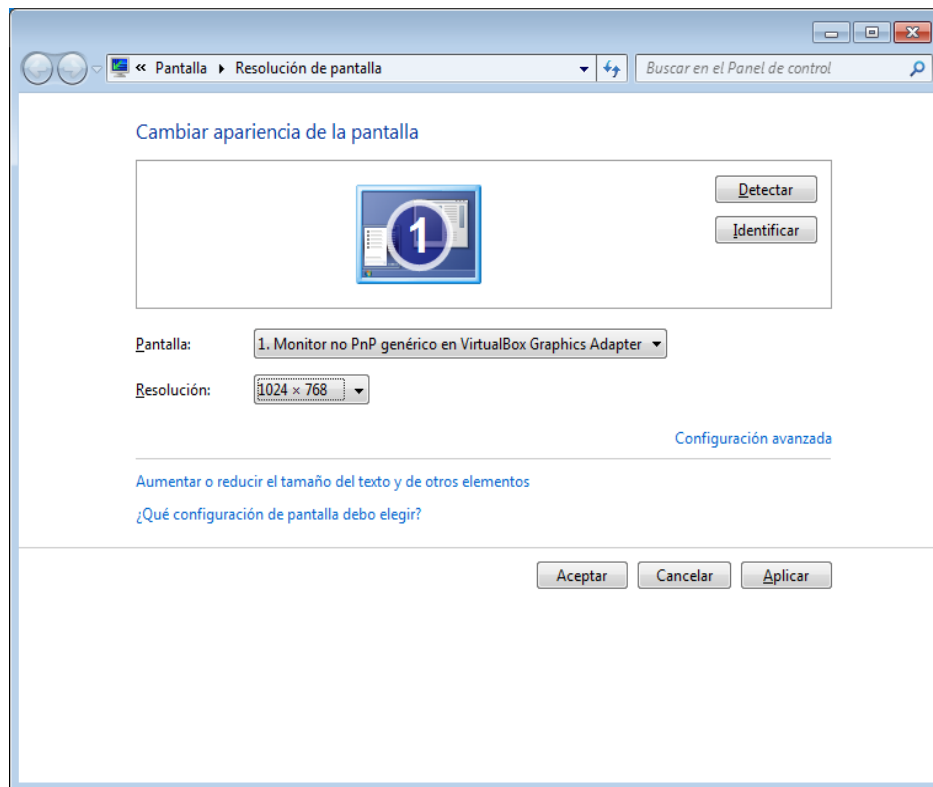 « Pantalla Resolución de pantalla Buscar en el Panel de control
Cambiar apariencia de la pantalla
1
Detectar
Identificar
Pantalla: 1. Monitor no PnP genérico en VirtualBox Graphics Adapter
Resolución: 1024 × 768
Configuración avanzada
Aumentar o reducir el tamaño del texto y de otros elementos
¿Qué configuración de pantalla debo elegir?
Aceptar Cancelar Aplicar